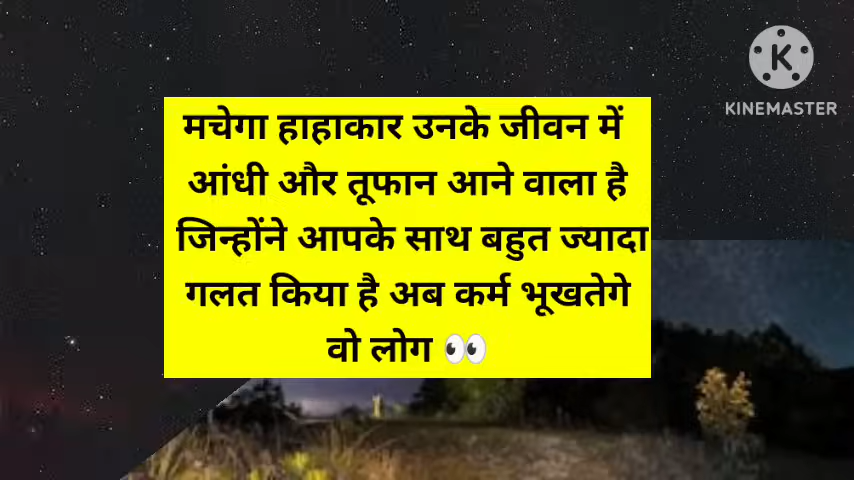 मचेगा हाहाकार उनके जीवन में
आंधी और तूफान आने वाला है
जिन्होंने आपके साथ बहुत ज्यादा
गलत किया है अब कर्म भूखतेगे
वो लोग 👀
K
KINEMASTER